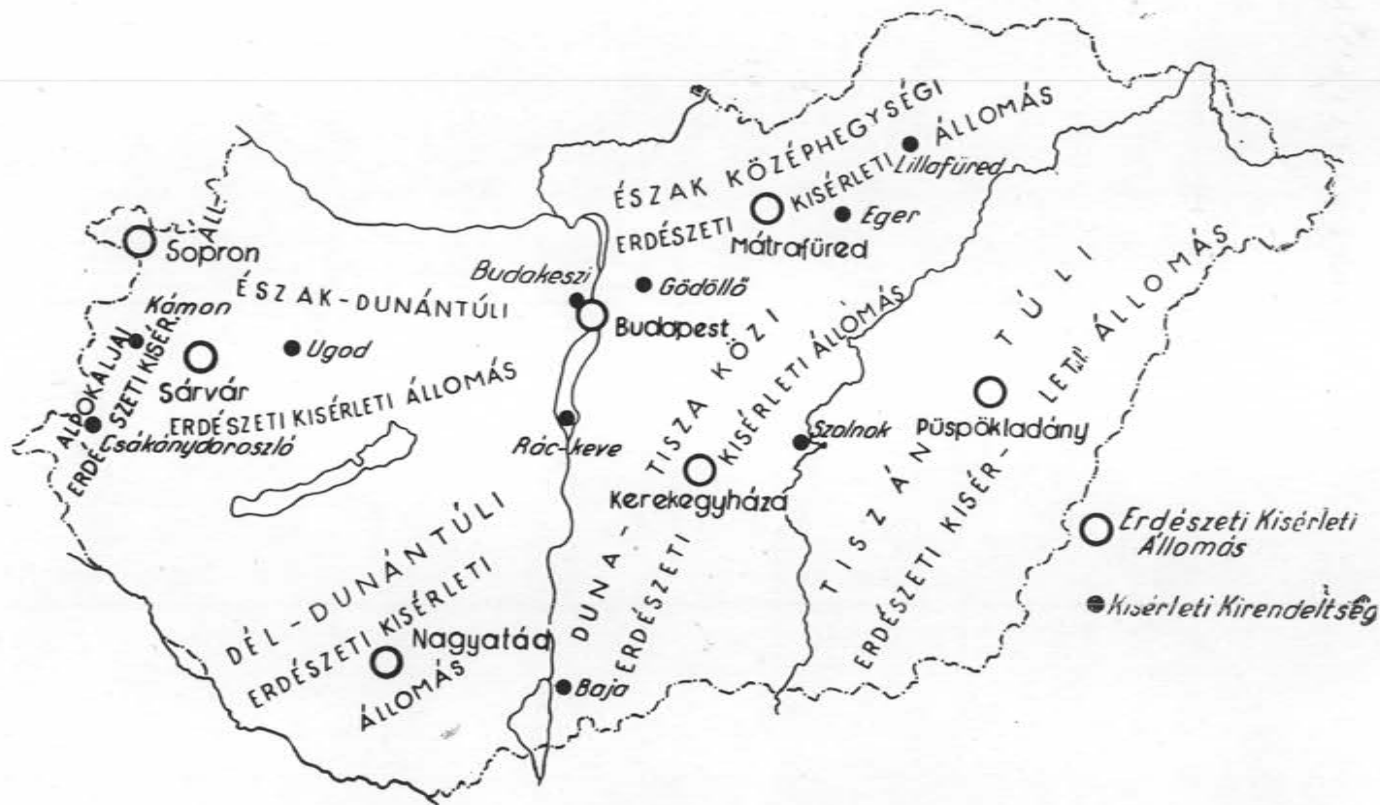 ÉSZAK KÖZÉPHEGYSÉGI
ERDÉSZETI KISÉRLETI ÁLLOMÁS
Lillafüred
Eger
Mátrafüred
Sopron
ALPOKALJAI
ERDÉSZETI KISÉR. ÁLL.
Kámon
Sárvár
Csákánydoroszló
ÉSZAK-DUNÁNTÚLI
Ugod
ERDÉSZETI KISÉRLETI ÁLLOMÁS
Budakeszi
Budapest
Gödöllő
Rác-keve
DUNA-TISZA KÖZI
ERDÉSZETI KISÉRLETI ÁLLOMÁS
Kerekegyháza
Szolnok
Baja
TISZÁNTÚLI
ERDÉSZETI KISÉR-LETI ÁLLOMÁS
Püspökladány
DÉL-DUNÁNTÚLI
ERDÉSZETI KISÉRLETI
ÁLLOMÁS
Nagyatád
Erdészeti Kisérleti
Állomás
Kisérleti Kirendeltség